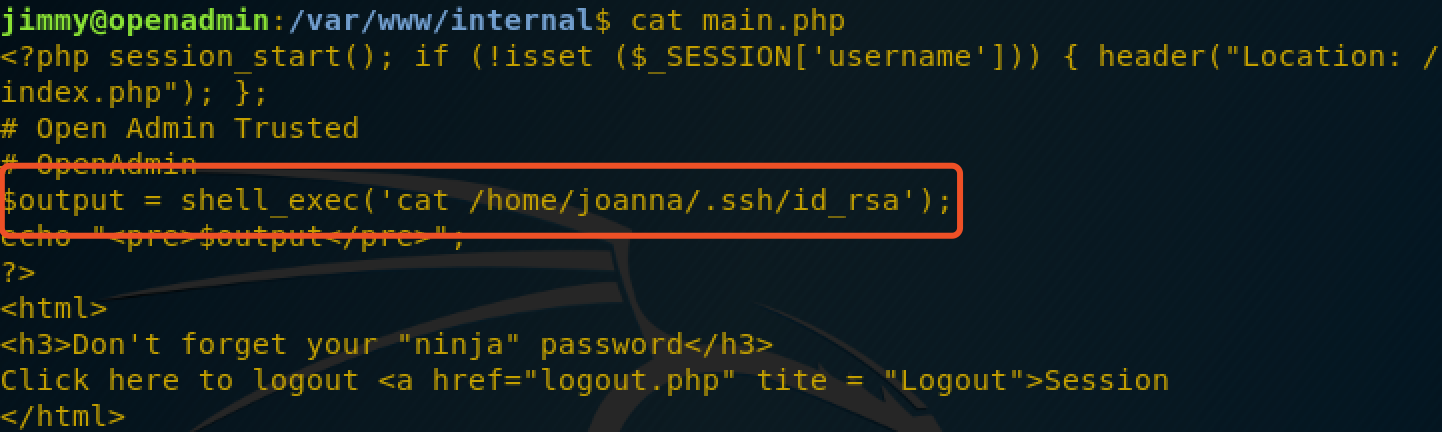 jimmy@openadmin:/var/www/internal$ cat main.php
<?php session_start(); if (!isset ($_SESSION['username'])) { header("Location: /
index.php"); };
# Open Admin Trusted
# OpenAdmin
$output = shell_exec('cat /home/joanna/.ssh/id_rsa');
echo "<pre>$output</pre>";
?>
<html>
<h3>Don't forget your "ninja" password</h3>
Click here to logout <a href="logout.php" tite = "Logout">Session
</html>